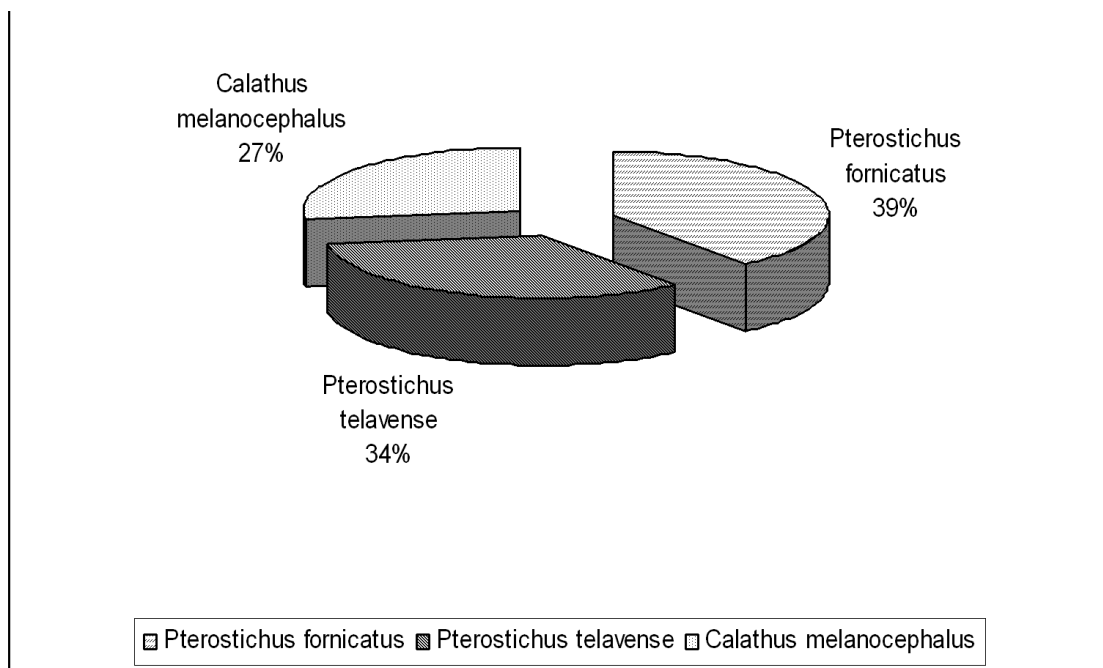 Calathus
melanocephalus
27%
Pterostichus
fornicatus
39%
Pterostichus
telavense
34%
Pterostichus fornicatus Pterostichus telavense Calathus melanocephalus